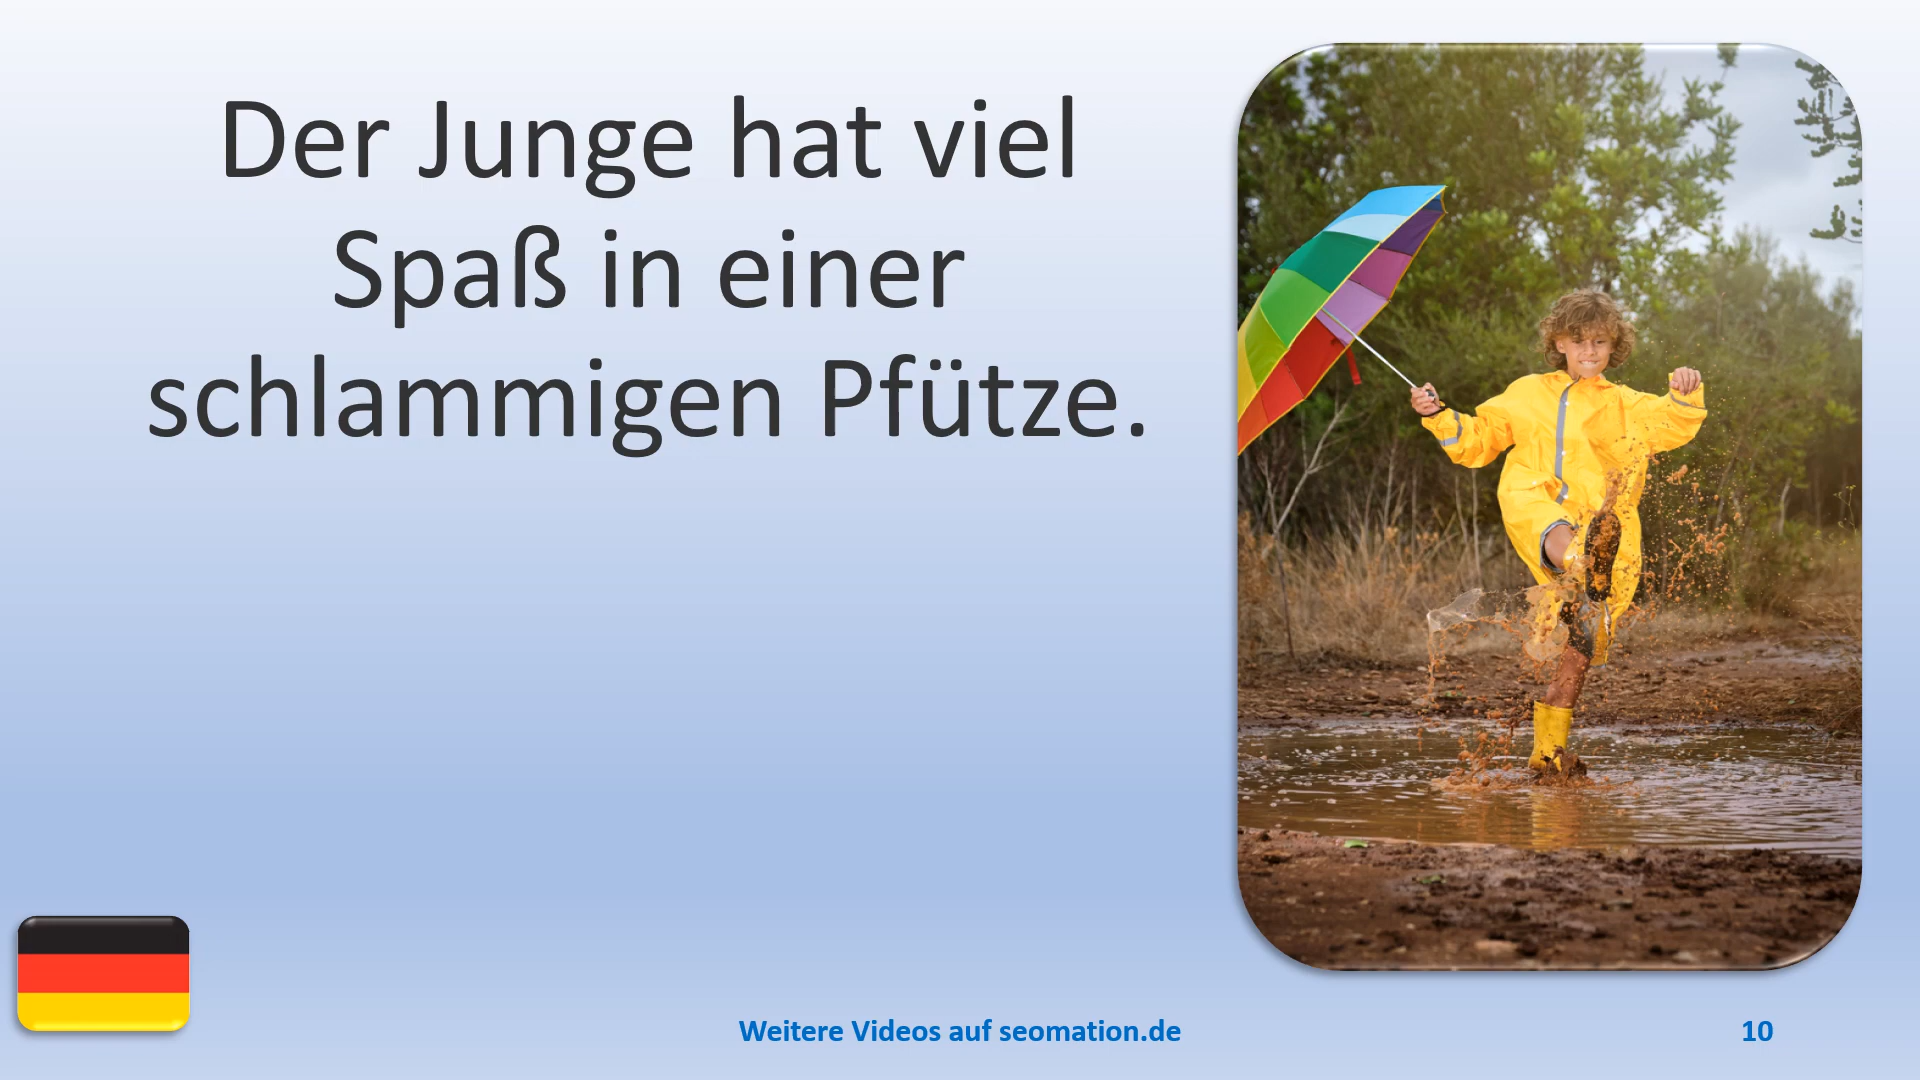 Der Junge hat viel
Spaß in einer
schlammigen Pfütze.
Weitere Videos auf seomation.de
10